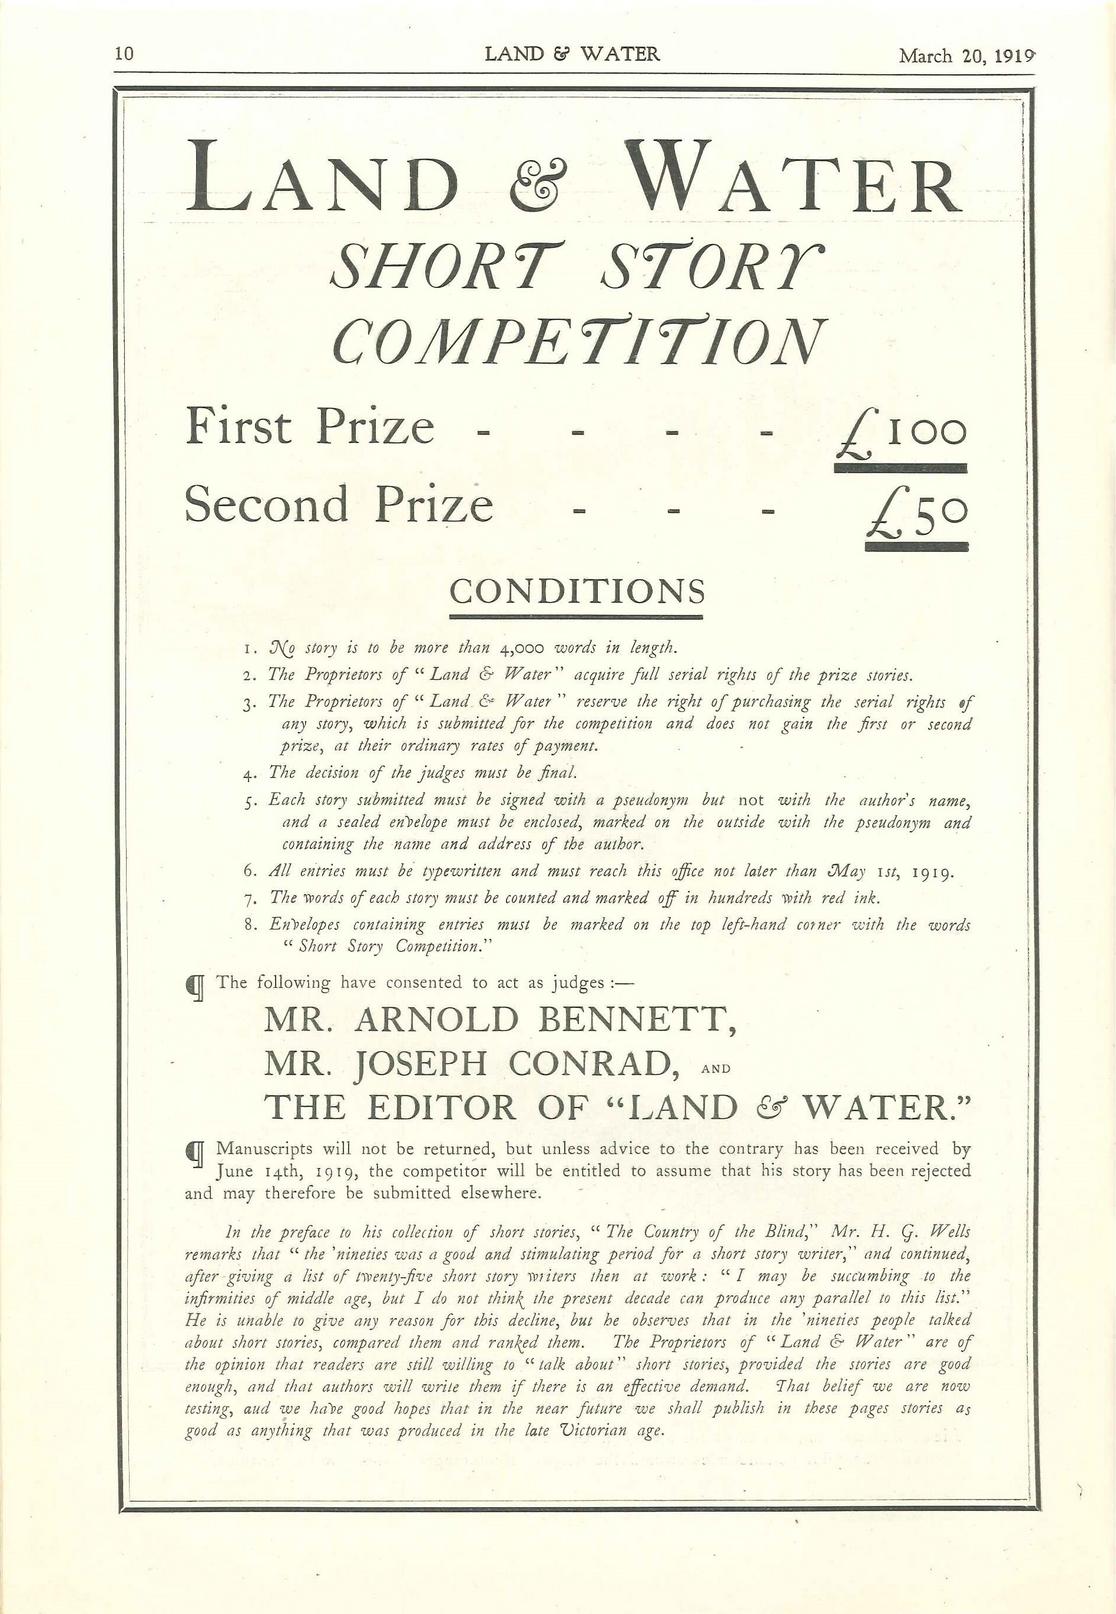 10 LAND & WATER March 20, 1919
LAND & WATER
SHORT STORY
COMPETITION
First Prize - - - - £100
Second Prize - - - £50
CONDITIONS
1. No story is to be more than 4,000 words in length.
2. The Proprietors of “ Land & Water” acquire full serial rights of the prize stories.
3. The Proprietors of “ Land & Water ” reserve the right of purchasing the serial rights of
any story, which is submitted for the competition and does not gain the first or second
prize, at their ordinary rates of payment.
4. The decision of the judges must be final.
5. Each story submitted must be signed with a pseudonym but not with the author's name,
and a sealed envelope must be enclosed, marked on the outside with the pseudonym and
containing the name and address of the author.
6. All entries must be typewritten and must reach this office not later than May 1st, 1919.
7. The words of each story must be counted and marked off in hundreds with red ink.
8. Envelopes containing entries must be marked on the top left-hand corner with the words
“ Short Story Competition.”
¶ The following have consented to act as judges :—
MR. ARNOLD BENNETT,
MR. JOSEPH CONRAD, AND
THE EDITOR OF “LAND & WATER.”
¶ Manuscripts will not be returned, but unless advice to the contrary has been received by
June 14th, 1919, the competitor will be entitled to assume that his story has been rejected
and may therefore be submitted elsewhere.
In the preface to his collection of short stories, “ The Country of the Blind,” Mr. H. G. Wells
remarks that “ the 'nineties was a good and stimulating period for a short story writer,” and continued,
after giving a list of twenty-five short story writers then at work : “ I may be succumbing to the
infirmities of middle age, but I do not think the present decade can produce any parallel to this list.”
He is unable to give any reason for this decline, but he observes that in the 'nineties people talked
about short stories, compared them and ranked them. The Proprietors of “ Land & Water ” are of
the opinion that readers are still willing to “ talk about” short stories, provided the stories are good
enough, and that authors will write them if there is an effective demand. That belief we are now
testing, aud we have good hopes that in the near future we shall publish in these pages stories as
good as anything that was produced in the late Victorian age.